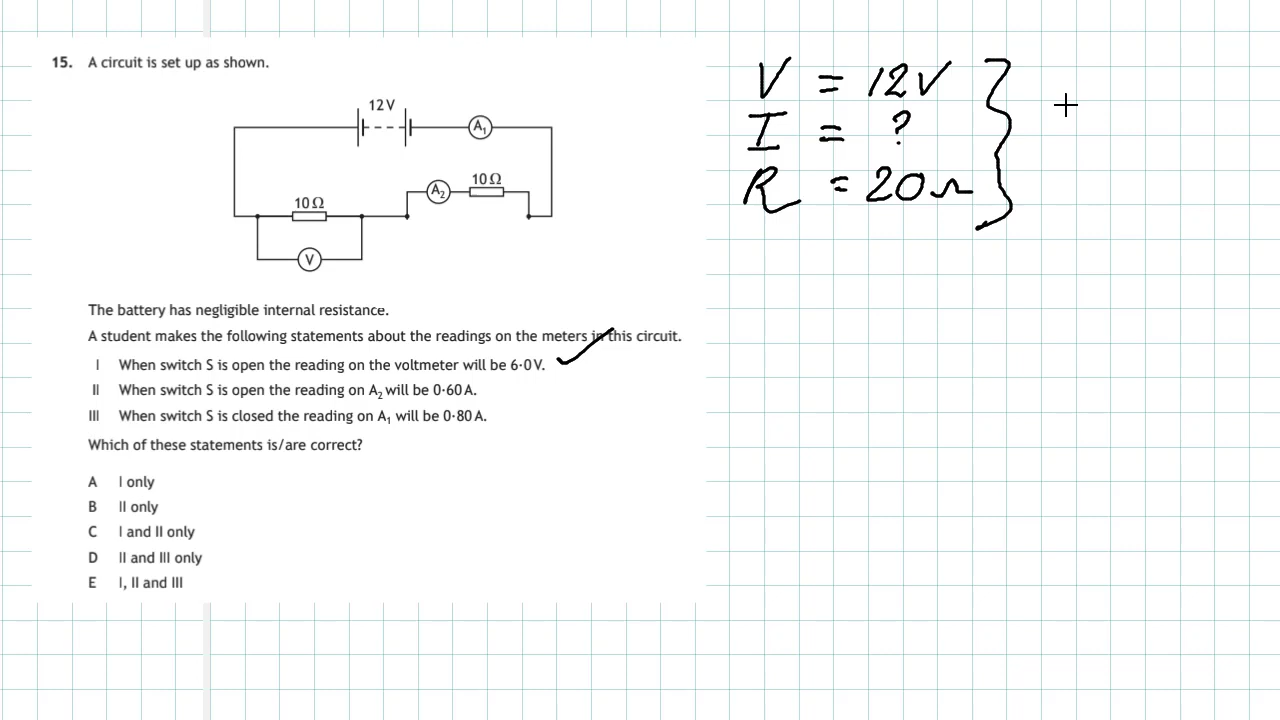 15. A circuit is set up as shown.
12 V
A1
10 Ω
A2
10 Ω
V
The battery has negligible internal resistance.
A student makes the following statements about the readings on the meters in this circuit.
I When switch S is open the reading on the voltmeter will be 6·0 V.
II When switch S is open the reading on A2 will be 0·60 A.
III When switch S is closed the reading on A1 will be 0·80 A.
Which of these statements is/are correct?
A I only
B II only
C I and II only
D II and III only
E I, II and III
V = 12V
I = ?
R = 20Ω